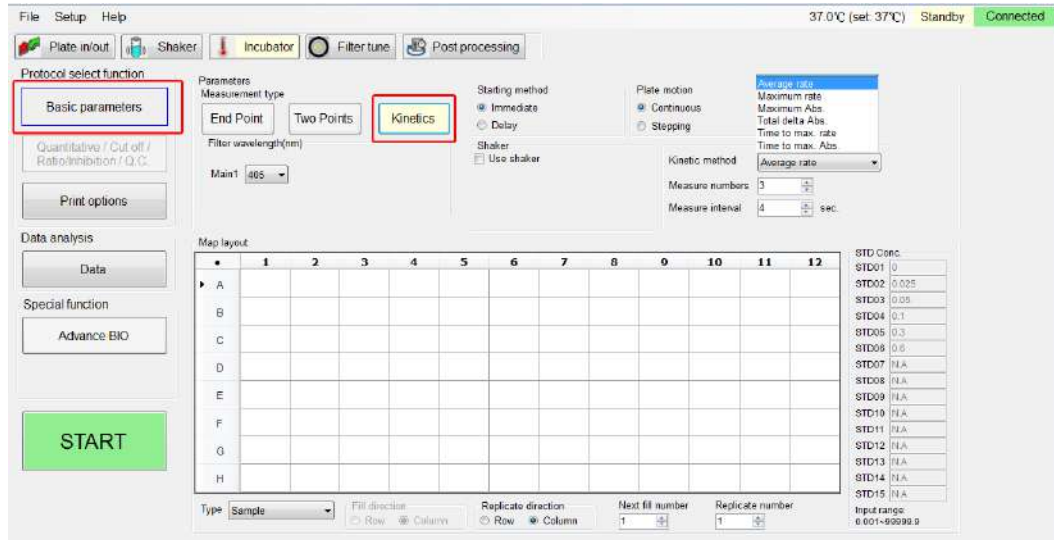 File Setup Help 37.0℃ (set: 37℃) Standby Connected
Plate in/out Shaker Incubator Filter tune Post processing
Protocol select function
Basic parameters
Quantitative / Cut off /
Ratio/Inhibition / Q.C.
Print options
Data analysis
Data
Special function
Advance BIO
START
Parameters
Measurement type
End Point Two Points Kinetics
Filter wavelength(nm)
Main1 405
Starting method
Immediate
Delay
Shaker
Use shaker
Plate motion
Continuous
Stepping
Average rate
Maximum rate
Maximum Abs.
Total delta Abs.
Time to max. rate
Time to max. Abs
Kinetic method Average rate
Measure numbers 3
Measure interval 4 sec.
Map layout
1 2 3 4 5 6 7 8 9 10 11 12
A
B
C
D
E
F
G
H
STD Conc.
STD01 0
STD02 0.025
STD03 0.05
STD04 0.1
STD05 0.3
STD06 0.6
STD07 N.A
STD08 N.A
STD09 N.A
STD10 N.A
STD11 N.A
STD12 N.A
STD13 N.A
STD14 N.A
STD15 N.A
Input range:
0.001~99999.9
Type Sample
Fill direction
Row Column
Replicate direction
Row Column
Next fill number
1
Replicate number
1